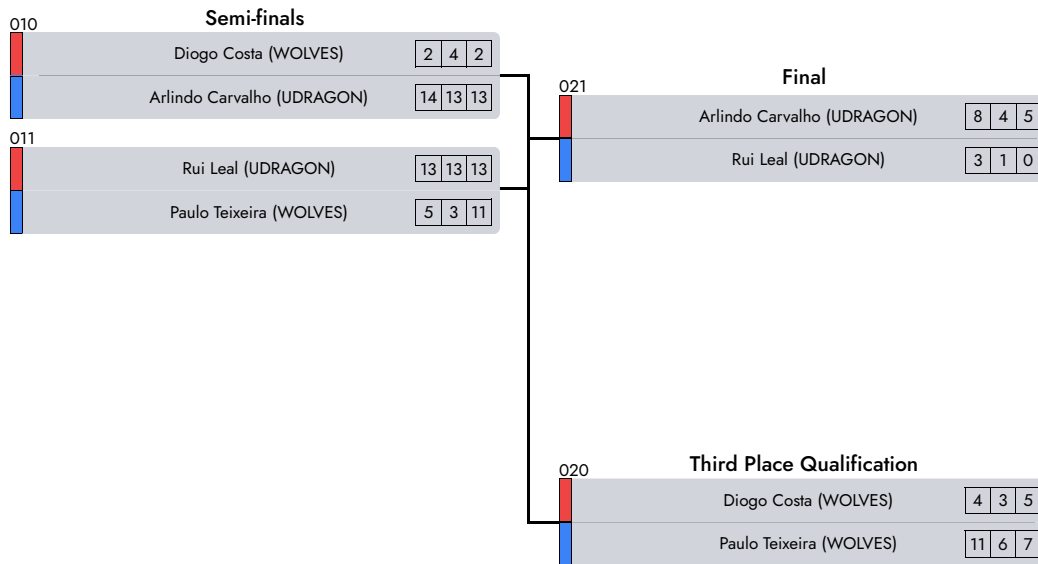 Semi-finals
010
Diogo Costa (WOLVES) 2 4 2
Arlindo Carvalho (UDRAGON) 14 13 13
011
Rui Leal (UDRAGON) 13 13 13
Paulo Teixeira (WOLVES) 5 3 11
Final
021
Arlindo Carvalho (UDRAGON) 8 4 5
Rui Leal (UDRAGON) 3 1 0
Third Place Qualification
020
Diogo Costa (WOLVES) 4 3 5
Paulo Teixeira (WOLVES) 11 6 7